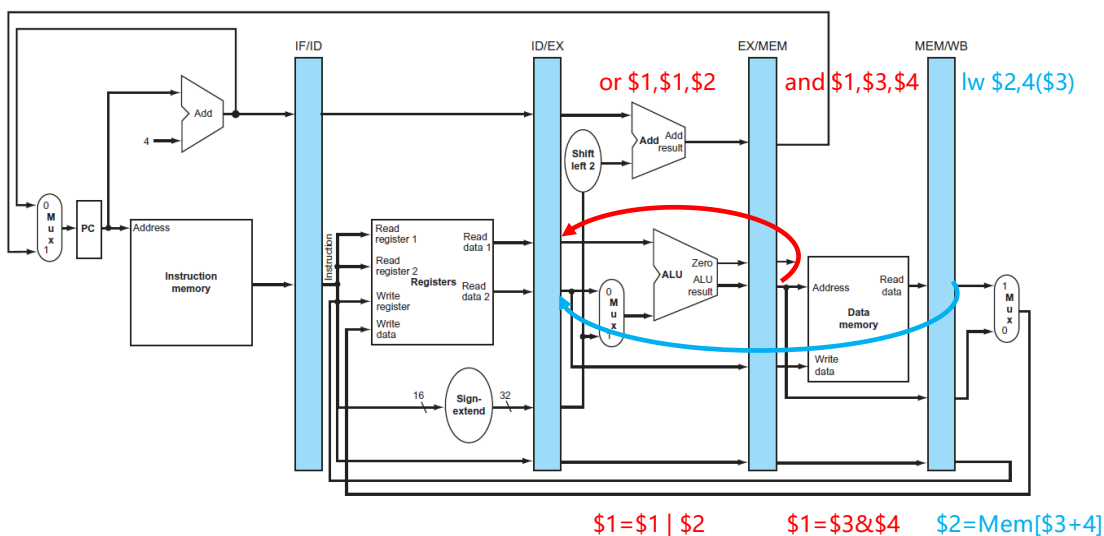 IF/ID
ID/EX
EX/MEM
MEM/WB
or $1,$1,$2
and $1,$3,$4
lw $2,4($3)
Add
4
Add
Add
result
Shift
left 2
0
M
u
x
1
PC
Address
Instruction
memory
Instruction
Read
register 1
Read
register 2
Write
register
Write
data
Registers
Read
data 1
Read
data 2
0
M
u
x
1
ALU
Zero
ALU
result
Address
Read
data
Data
memory
Write
data
1
M
u
x
0
16
Sign-
extend
32
$1=$1 | $2
$1=$3&$4
$2=Mem[$3+4]